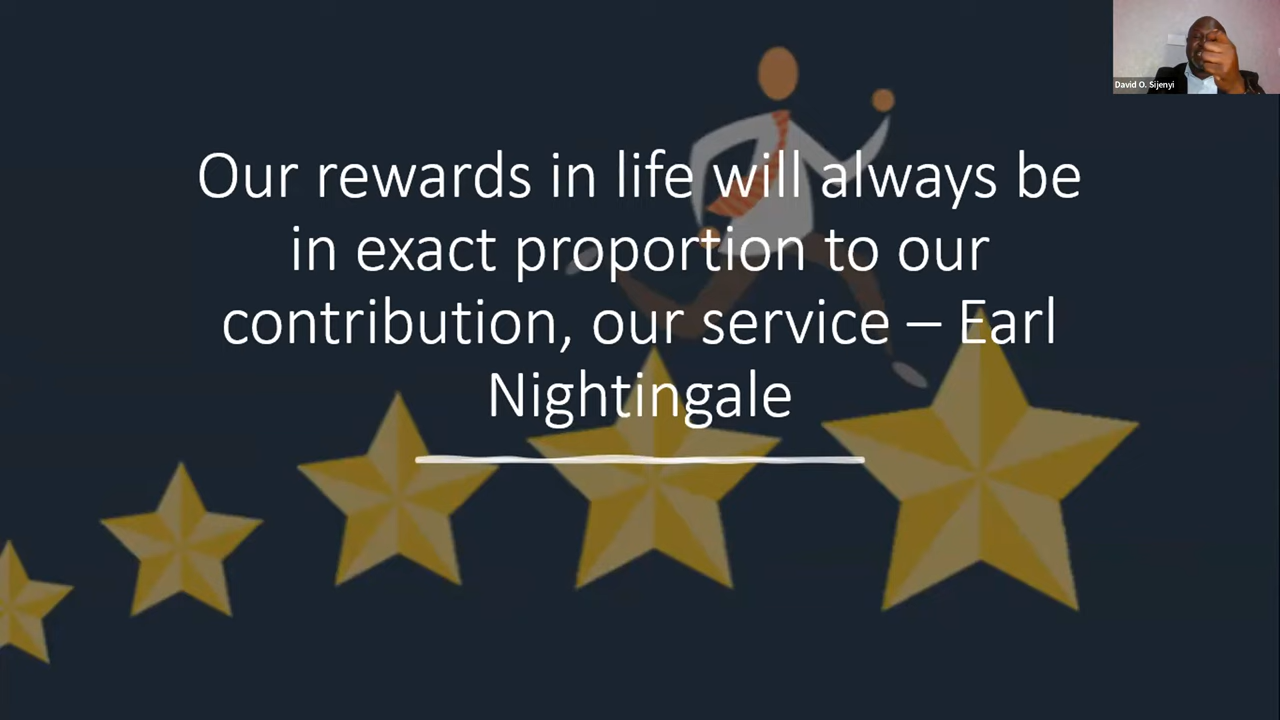 David O. Sijenyi
Our rewards in life will always be
in exact proportion to our
contribution, our service – Earl
Nightingale